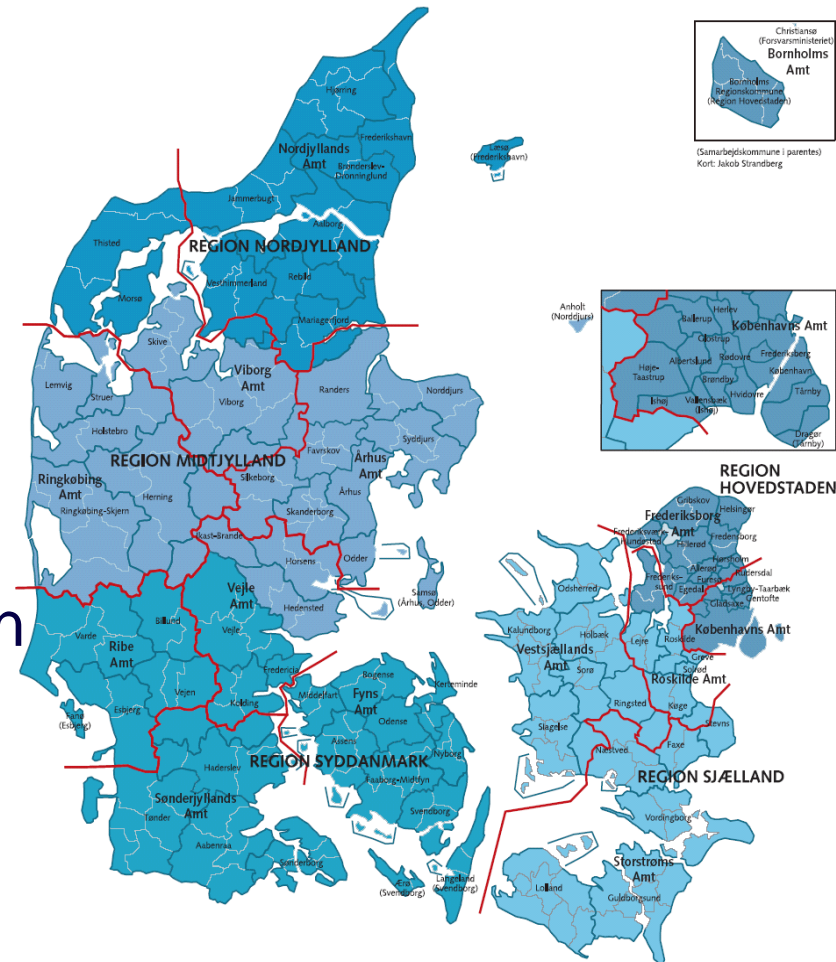 Christiansø
(Forsvarsministeriet)
Bornholms
Amt
Bornholms
Regionskommune
(Region Hovedstaden)
(Samarbejdskommune i parentes)
Kort: Jakob Strandberg
Hjørring
Nordjyllands
Amt
Frederikshavn
Brønderslev-
Dronninglund
Læsø
(Frederikshavn)
Jammerbugt
Aalborg
Thisted
REGION NORDJYLLAND
Vesthimmerland
Rebild
Morsø
Mariagerfjord
Anholt
(Norddjurs)
Skive
Viborg
Amt
Lemvig
Struer
Viborg
Randers
Norddjurs
Holstebro
Favrskov
Syddjurs
REGION MIDTJYLLAND
Århus
Amt
Ringkøbing
Amt
Herning
Silkeborg
Århus
Ringkøbing-Skjern
Skanderborg
Ikast-Brande
Horsens
Odder
Samsø
(Århus, Odder)
Hedensted
Vejle
Amt
Varde
Billund
Vejle
Ribe
Amt
n
Fredericia
Vejen
Kolding
Fanø
(Esbjerg)
Esbjerg
Bogense
Kerteminde
Middelfart
Fyns
Amt
Odense
Assens
Nyborg
REGION SYDDANMARK
Haderslev
Faaborg-Midtfyn
Sønderjyllands
Amt
Tønder
Svendborg
Aabenraa
Sønderborg
Ærø
(Svendborg)
Langeland
(Svendborg)
Herlev
Ballerup
Københavns Amt
Glostrup
Albertslund
Rødovre
Frederiksberg
Høje-
Taastrup
Brøndby
København
Ishøj
Vallensbæk
(Ishøj)
Hvidovre
Tårnby
Dragør
(Tårnby)
REGION
HOVEDSTADEN
Gribskov
Helsingør
Frederiksborg
Amt
Frederiksværk-
Hundested
Hillerød
Fredensborg
Hørsholm
Allerød
Rudersdal
Frederiks-
sund
Furesø
Egedal
Lyngby-Taarbæk
Gentofte
Gladsaxe
Københavns Amt
Odsherred
Kalundborg
Holbæk
Lejre
Roskilde
Vestsjællands
Amt
Greve
Solrød
Sorø
Roskilde Amt
Ringsted
Køge
Slagelse
Stevns
Næstved
Faxe
REGION SJÆLLAND
Vordingborg
Storstrøms
Amt
Lolland
Guldborgsund